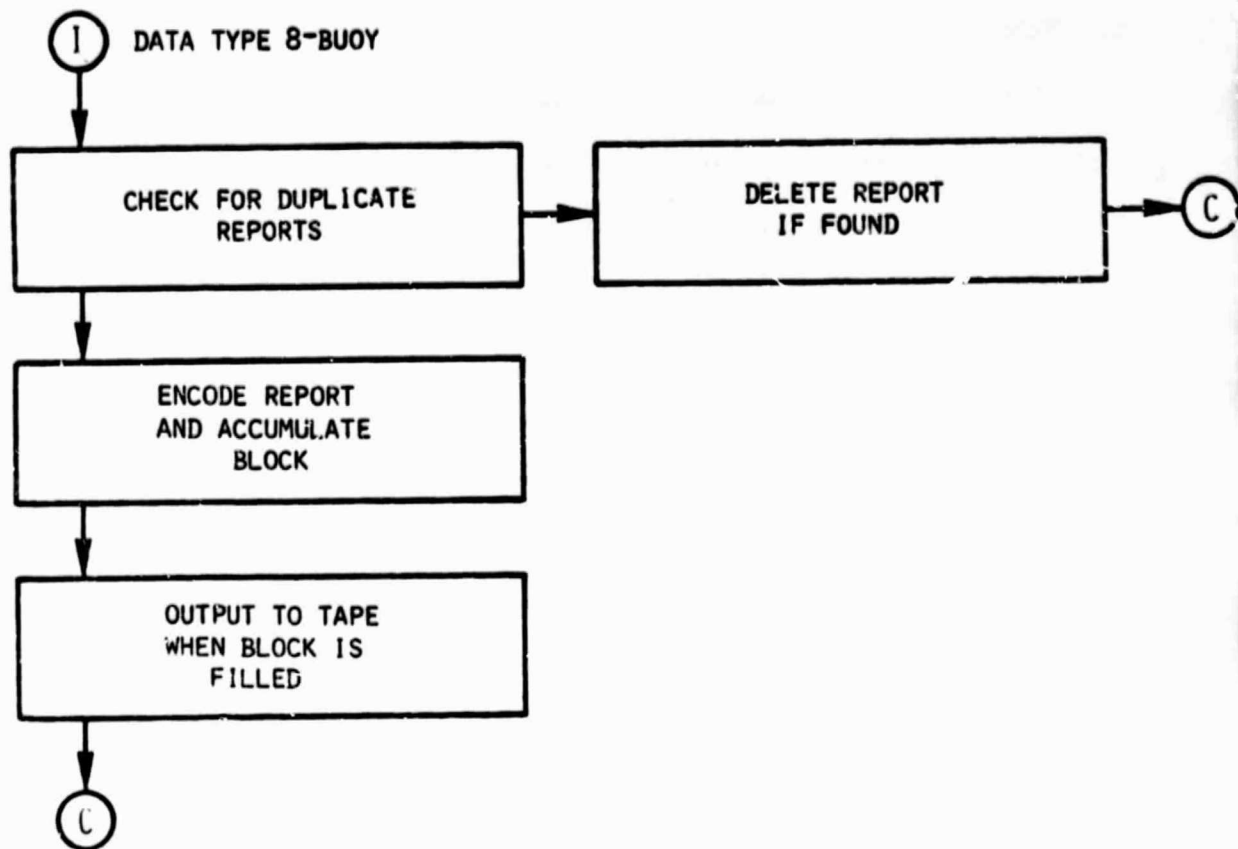 I
DATA TYPE 8-BUOY
CHECK FOR DUPLICATE
REPORTS
DELETE REPORT
IF FOUND
C
ENCODE REPORT
AND ACCUMULATE
BLOCK
OUTPUT TO TAPE
WHEN BLOCK IS
FILLED
C